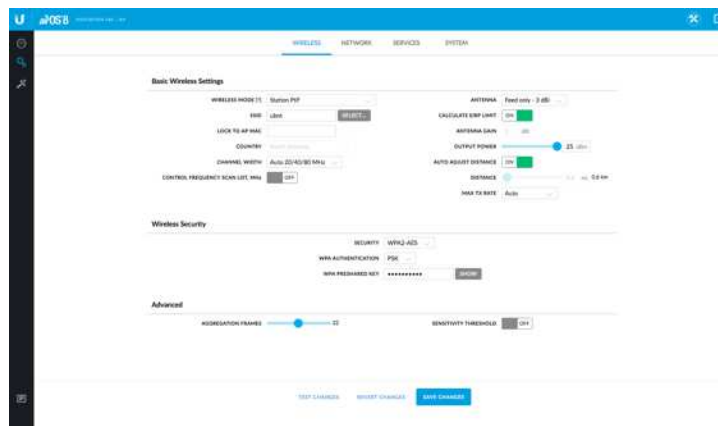 airOS'8
WIRELESS NETWORK SERVICES SYSTEM
Basic Wireless Settings
WIRELESS MODE [?] Station PtP
SSID ubnt SELECT...
LOCK TO AP MAC
COUNTRY
CHANNEL WIDTH Auto 20/40/80 MHz
CONTROL FREQUENCY SCAN LIST, MHz OFF
ANTENNA Feed only - 3 dBi
CALCULATE EIRP LIMIT ON
ANTENNA GAIN dBi
OUTPUT POWER 25 dBm
AUTO ADJUST DISTANCE ON
DISTANCE 0.6 km
MAX TX RATE Auto
Wireless Security
SECURITY WPA2-AES
WPA AUTHENTICATION PSK
WPA PRESHARED KEY •••••••••• SHOW
Advanced
AGGREGATION FRAMES 32
SENSITIVITY THRESHOLD OFF
TEST CHANGES REVERT CHANGES SAVE CHANGES